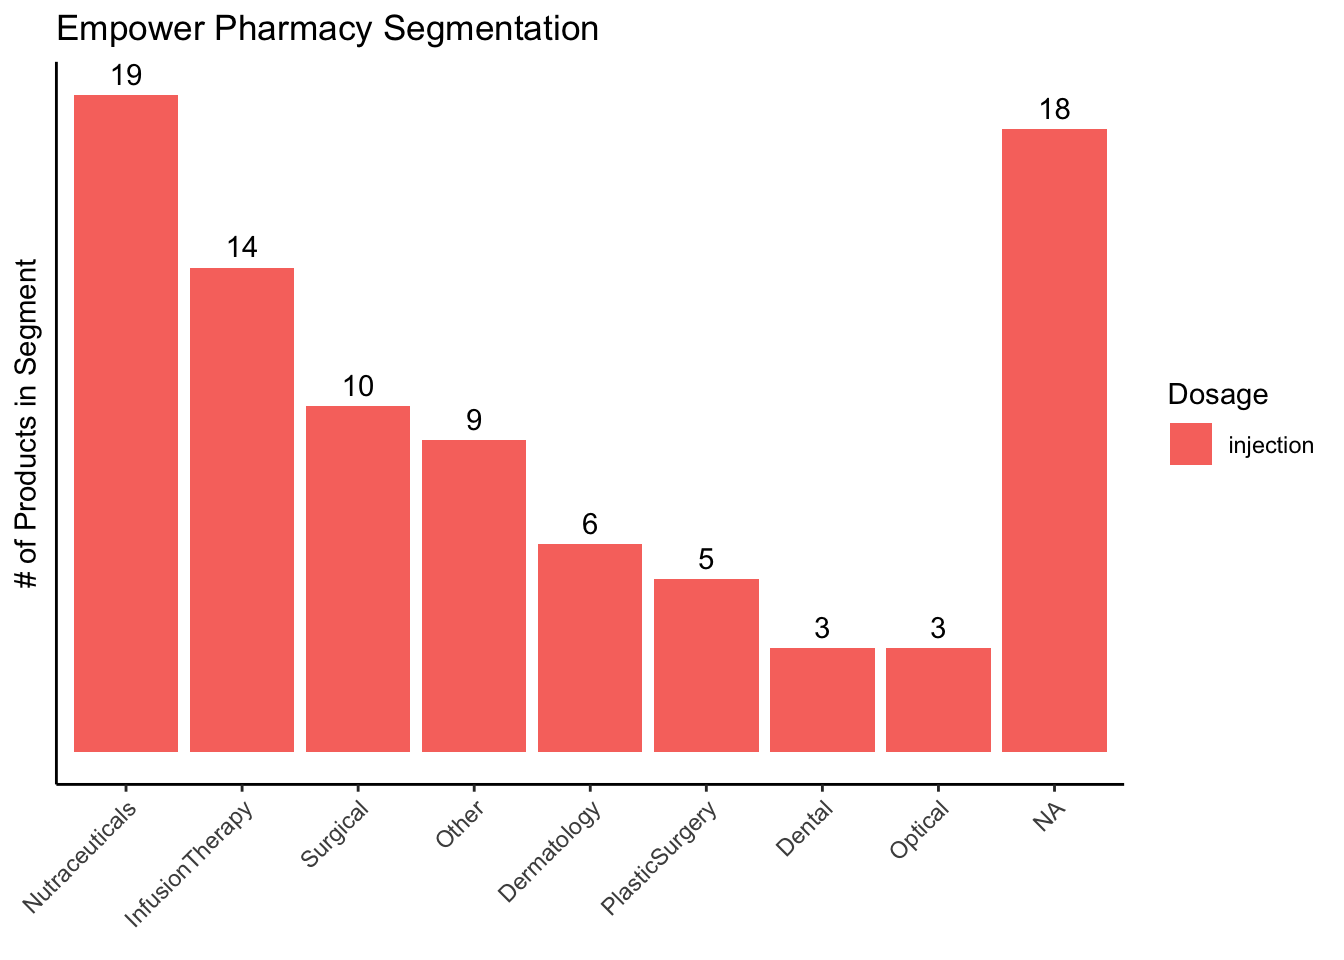 Empower Pharmacy Segmentation
19
14
10
9
6
5
3
3
18
# of Products in Segment
Dosage
injection
Nutraceuticals
InfusionTherapy
Surgical
Other
Dermatology
PlasticSurgery
Dental
Optical
NA